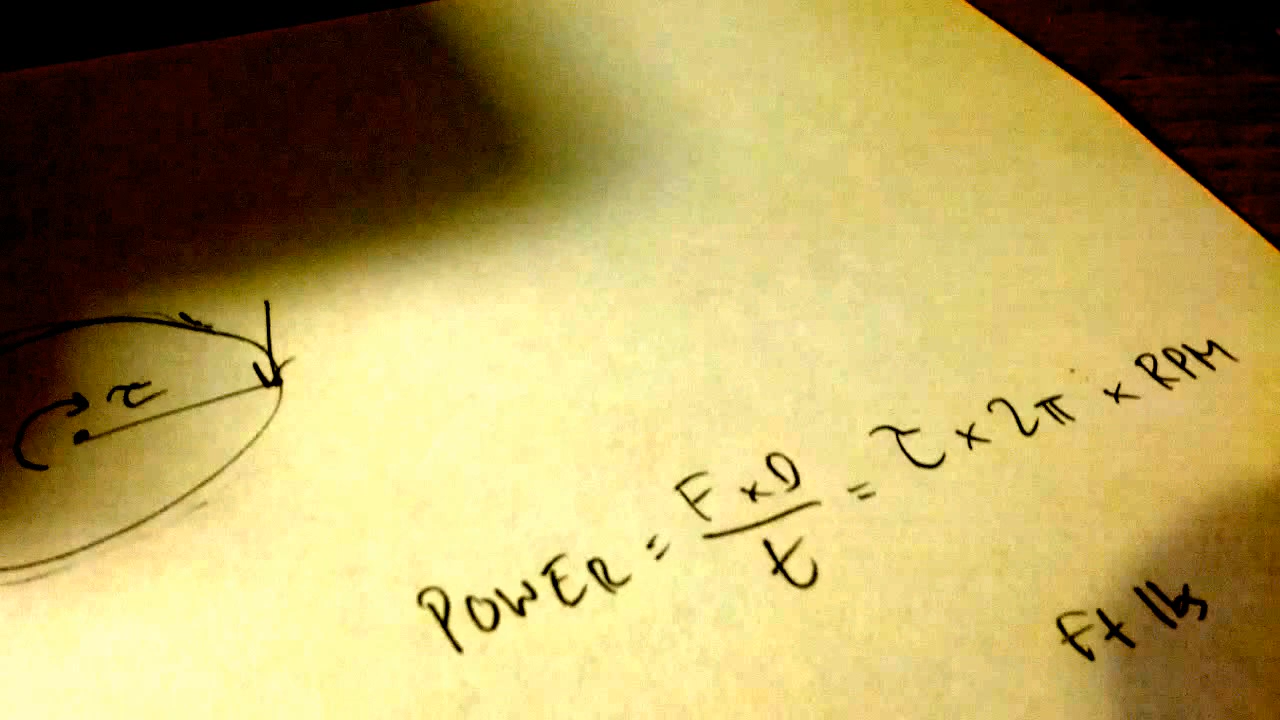 τ
POWER = F x D / t = τ x 2π x RPM
Ft lbs